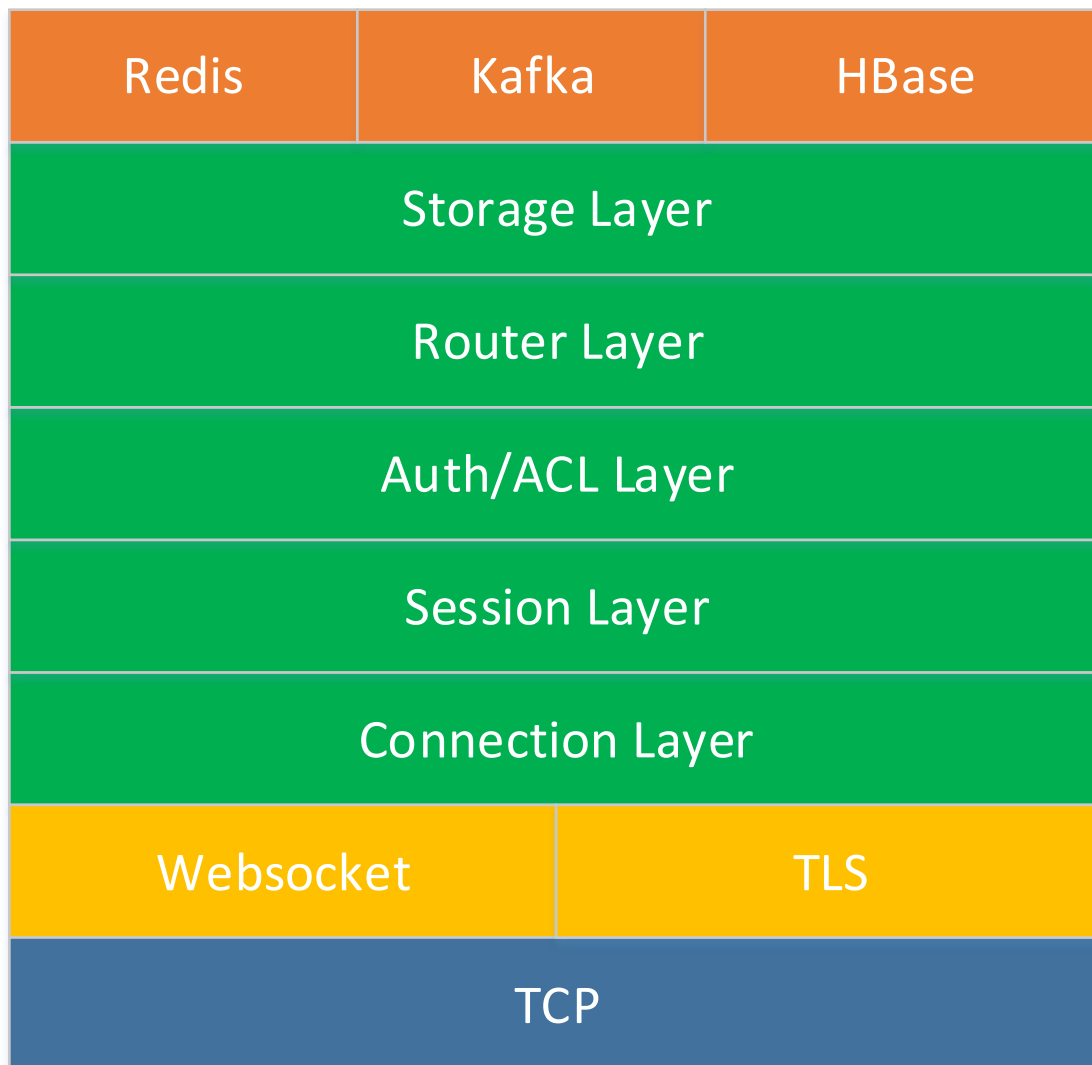 Redis Kafka HBase
Storage Layer
Router Layer
Auth/ACL Layer
Session Layer
Connection Layer
Websocket TLS
TCP